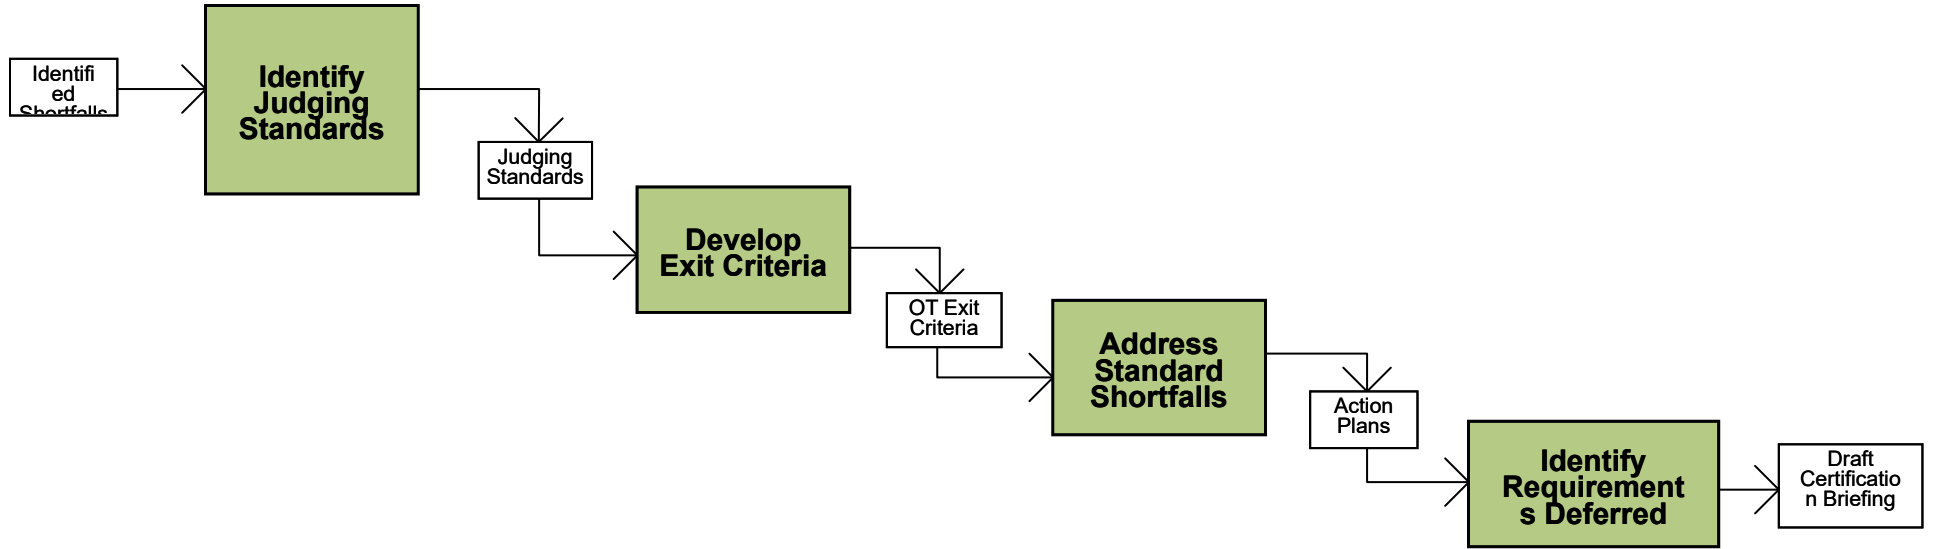 Identifi
ed
Shortfalls
Identify
Judging
Standards
Judging
Standards
Develop
Exit Criteria
OT Exit
Criteria
Address
Standard
Shortfalls
Action
Plans
Identify
Requirement
s Deferred
Draft
Certificatio
n Briefing